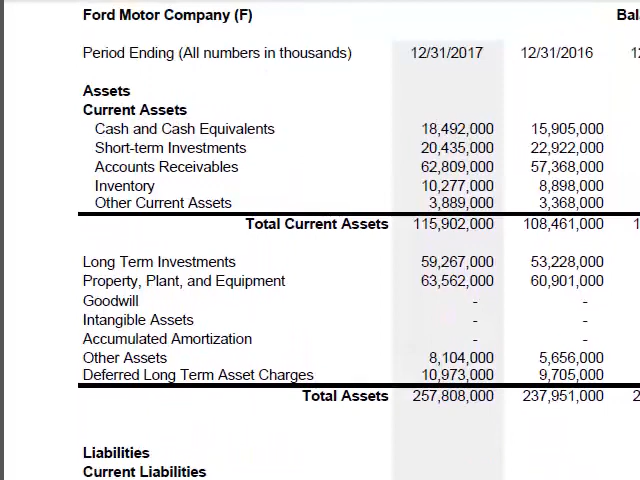 Ford Motor Company (F) Bal
Period Ending (All numbers in thousands) 12/31/2017 12/31/2016 12
Assets
Current Assets
Cash and Cash Equivalents 18,492,000 15,905,000
Short-term Investments 20,435,000 22,922,000
Accounts Receivables 62,809,000 57,368,000
Inventory 10,277,000 8,898,000
Other Current Assets 3,889,000 3,368,000
Total Current Assets 115,902,000 108,461,000 1
Long Term Investments 59,267,000 53,228,000
Property, Plant, and Equipment 63,562,000 60,901,000
Goodwill - -
Intangible Assets - -
Accumulated Amortization - -
Other Assets 8,104,000 5,656,000
Deferred Long Term Asset Charges 10,973,000 9,705,000
Total Assets 257,808,000 237,951,000 2
Liabilities
Current Liabilities